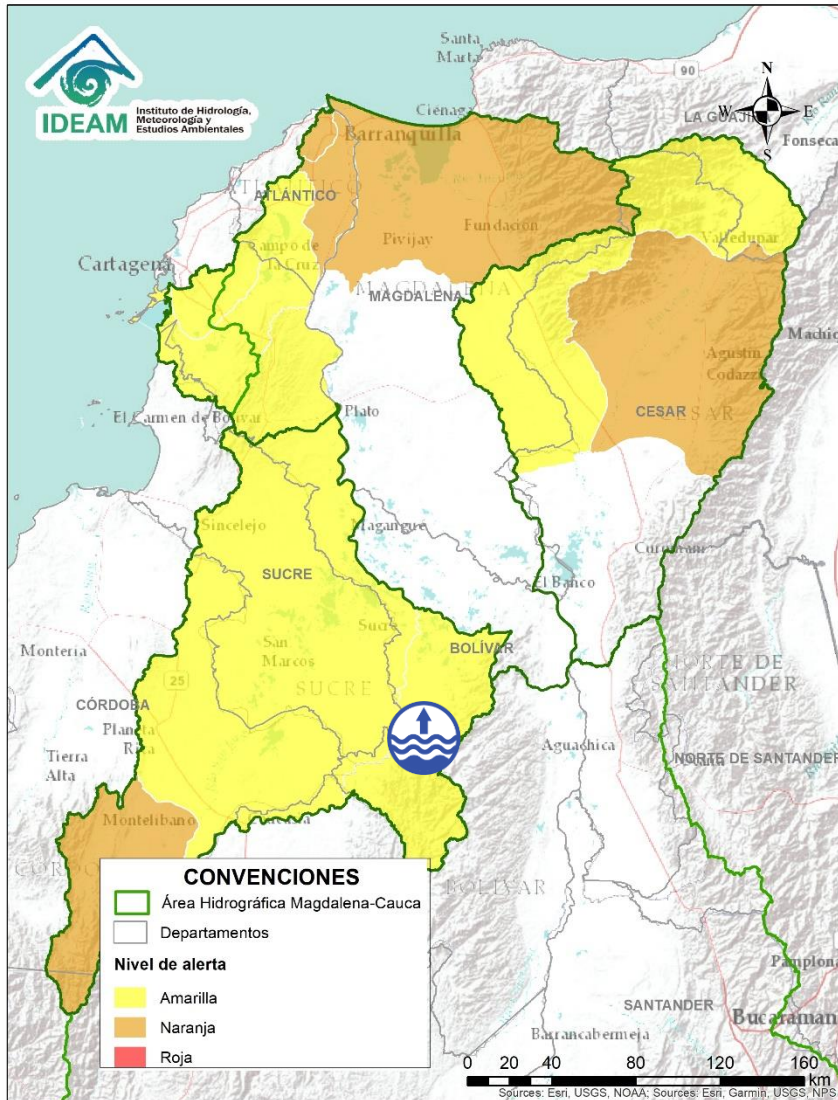 Santa
Marta
90
N
W
E
S
IDEAM
Instituto de Hidrología,
Meteorología y
Estudios Ambientales
Ciénaga
LA GUAJIR
Fonseca
Barranquilla
ATLÁNTICO
Fundación
Valledupar
Campo de
la Cruz
Pivijay
Cartagena
MAGDALENA
Agustín
Codazzi
CESAR
El Carmen de Bolívar
Plato
Sincelejo
Magangue
Curumaní
SUCRE
El Banco
Sucre
BOLÍVAR
Montería
San
Marcos
SUCRE
NORTE DE
SANTANDER
25
CÓRDOBA
Planeta
Rica
Tierra
Alta
Aguachica
NORTE DE SANTANDER
Ocaña
Montelibano
BOLÍVAR
CONVENCIONES
Área Hidrográfica Magdalena-Cauca
Departamentos
Nivel de alerta
Amarilla
Naranja
Roja
Pamplona
SANTANDER
Bucaraman
Barrancabermeja
0 20 40 80 120 160
km
Sources: Esri, USGS, NOAA; Sources: Esri, Garmin, USGS, NPS